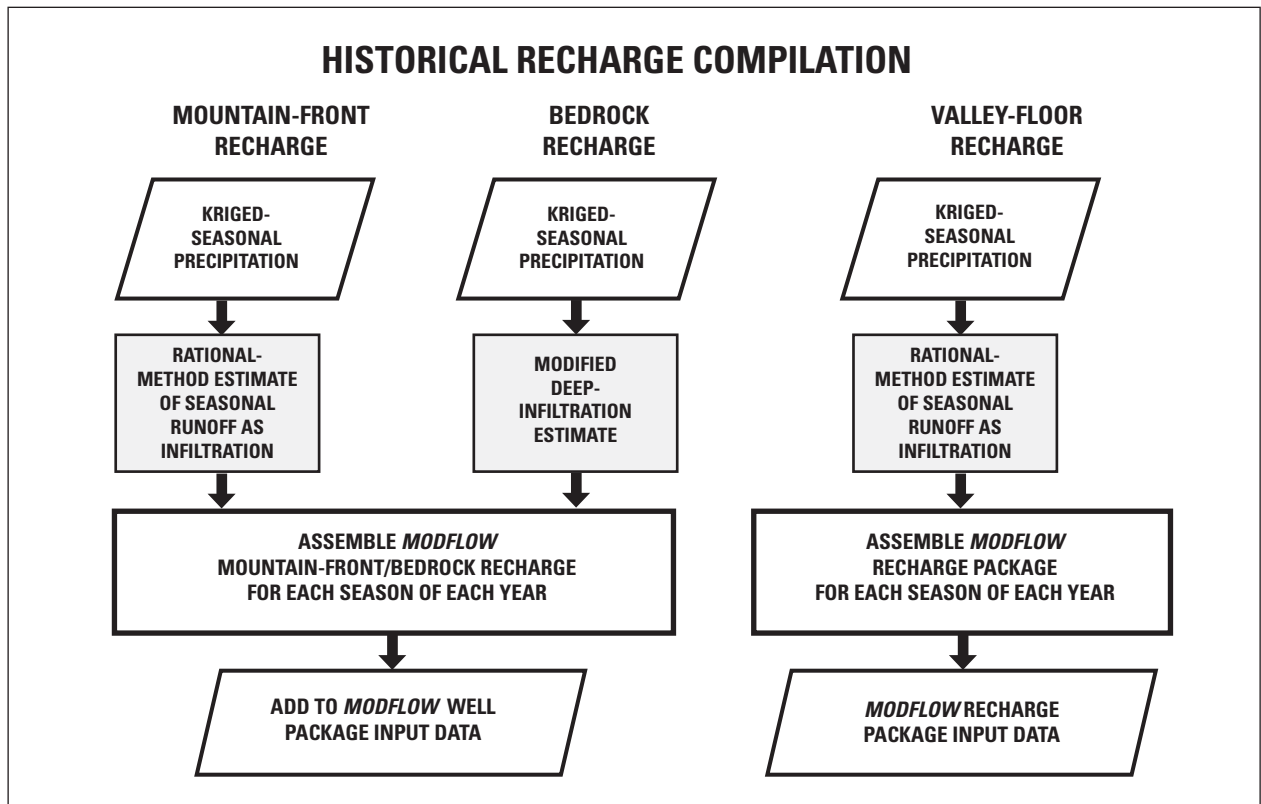 HISTORICAL RECHARGE COMPILATION
MOUNTAIN-FRONT
RECHARGE
BEDROCK
RECHARGE
VALLEY-FLOOR
RECHARGE
KRIGED-
SEASONAL
PRECIPITATION
KRIGED-
SEASONAL
PRECIPITATION
KRIGED-
SEASONAL
PRECIPITATION
RATIONAL-
METHOD ESTIMATE
OF SEASONAL
RUNOFF AS
INFILTRATION
MODIFIED
DEEP-
INFILTRATION
ESTIMATE
RATIONAL-
METHOD ESTIMATE
OF SEASONAL
RUNOFF AS
INFILTRATION
ASSEMBLE MODFLOW
MOUNTAIN-FRONT/BEDROCK RECHARGE
FOR EACH SEASON OF EACH YEAR
ASSEMBLE MODFLOW
RECHARGE PACKAGE
FOR EACH SEASON OF EACH YEAR
ADD TO MODFLOW WELL
PACKAGE INPUT DATA
MODFLOW RECHARGE
PACKAGE INPUT DATA